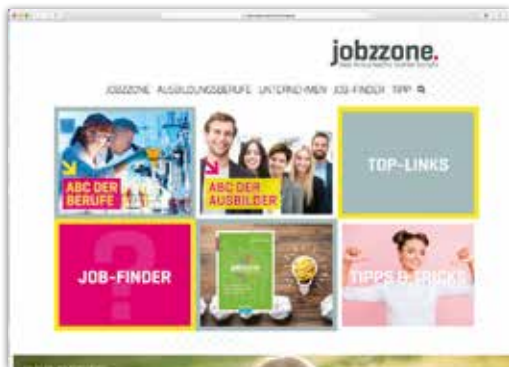 jobzzone.
JOBZZONE AUSBILDUNGSBERUFE UNTERNEHMEN JOB-FINDER TIPP
ABC DER
BERUFE
ABC DER
AUSBILDER
TOP-LINKS
?
JOB-FINDER
TIPPS & TRICKS